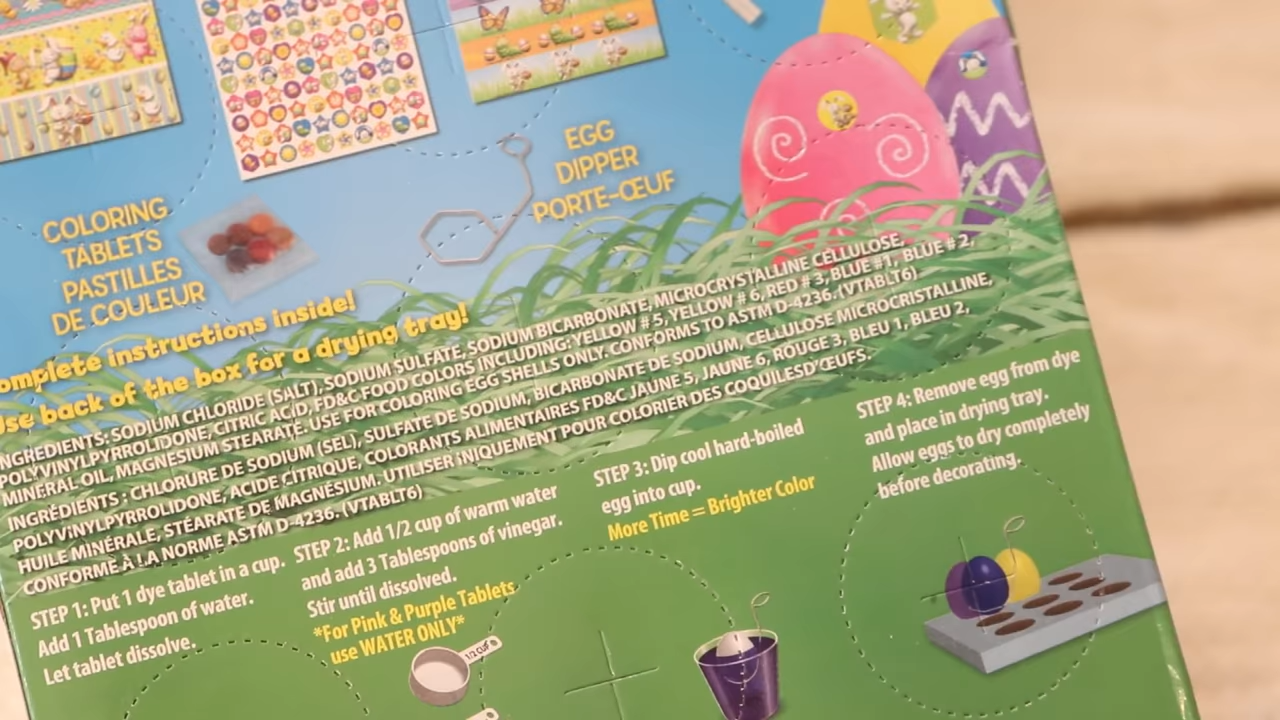 COLORING
TABLETS
PASTILLES
DE COULEUR
EGG
DIPPER
PORTE-ŒUF
omplete instructions inside!
se back of the box for a drying tray!
NGREDIENTS: SODIUM CHLORIDE (SALT), SODIUM SULFATE, SODIUM BICARBONATE, MICROCRYSTALLINE CELLULOSE,
POLYVINYLPYRROLIDONE, CITRIC ACID, FD&C FOOD COLORS INCLUDING: YELLOW # 5, YELLOW # 6, RED # 3, BLUE #1, BLUE # 2,
MINERAL OIL, MAGNESIUM STEARATE. USE FOR COLORING EGG SHELLS ONLY. CONFORMS TO ASTM D-4236. (VTABLT6)
INGRÉDIENTS : CHLORURE DE SODIUM (SEL), SULFATE DE SODIUM, BICARBONATE DE SODIUM, CELLULOSE MICROCRISTALLINE,
POLYViNYLPYRROLIDONE, ACIDE CÍTRIQUE, COLORANTS ALIMENTAIRES FD&C JAUNE 5, JAUNE 6, ROUGE 3, BLEU 1, BLEU 2,
HUILE MINÉRALE, STÉARATE DE MAGNÉSIUM. UTILISER iNIQUEMENT POUR COLORIER DES COQUILESD'ŒUFS.
CONFORME À LA NORME ASTM D-4236. (VTABLT6)
STEP 1: Put 1 dye tablet in a cup.
Add 1 Tablespoon of water.
Let tablet dissolve.
STEP 2: Add 1/2 cup of warm water
and add 3 Tablespoons of vinegar.
Stir until dissolved.
*For Pink & Purple Tablets
use WATER ONLY*
1/2 CUP
STEP 3: Dip cool hard-boiled
egg into cup.
More Time = Brighter Color
STEP 4: Remove egg from dye
and place in drying tray.
Allow eggs to dry completely
before decorating.